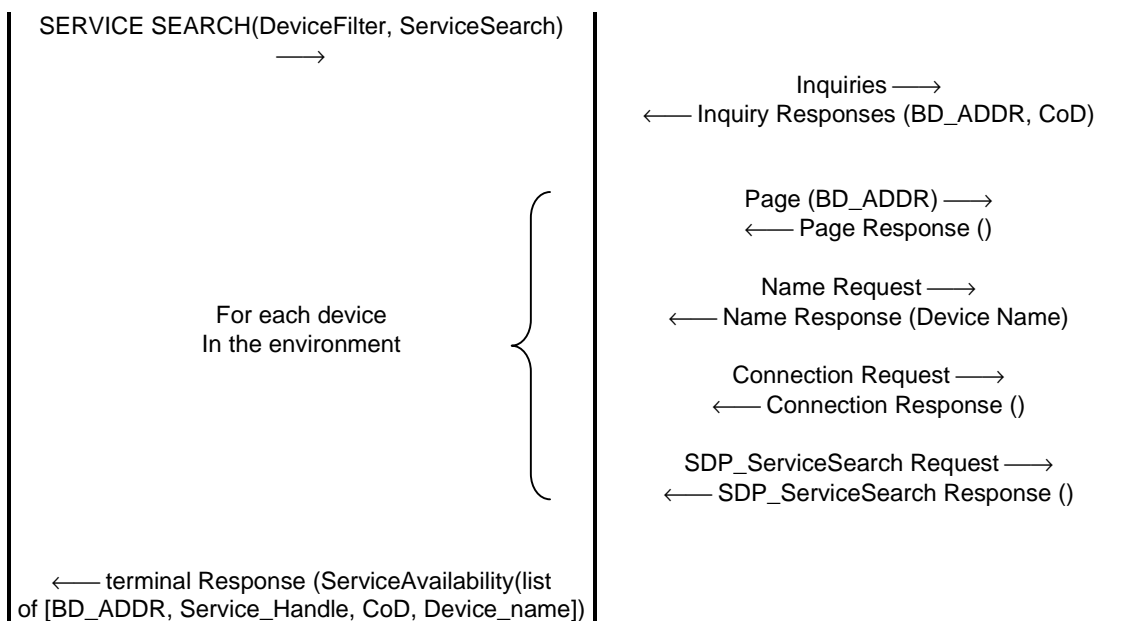 SERVICE SEARCH(DeviceFilter, ServiceSearch)
⟶
Inquiries ⟶
⟵ Inquiry Responses (BD_ADDR, CoD)
Page (BD_ADDR) ⟶
⟵ Page Response ()
Name Request ⟶
⟵ Name Response (Device Name)
For each device
In the environment
Connection Request ⟶
⟵ Connection Response ()
SDP_ServiceSearch Request ⟶
⟵ SDP_ServiceSearch Response ()
⟵ terminal Response (ServiceAvailability(list
of [BD_ADDR, Service_Handle, CoD, Device_name])